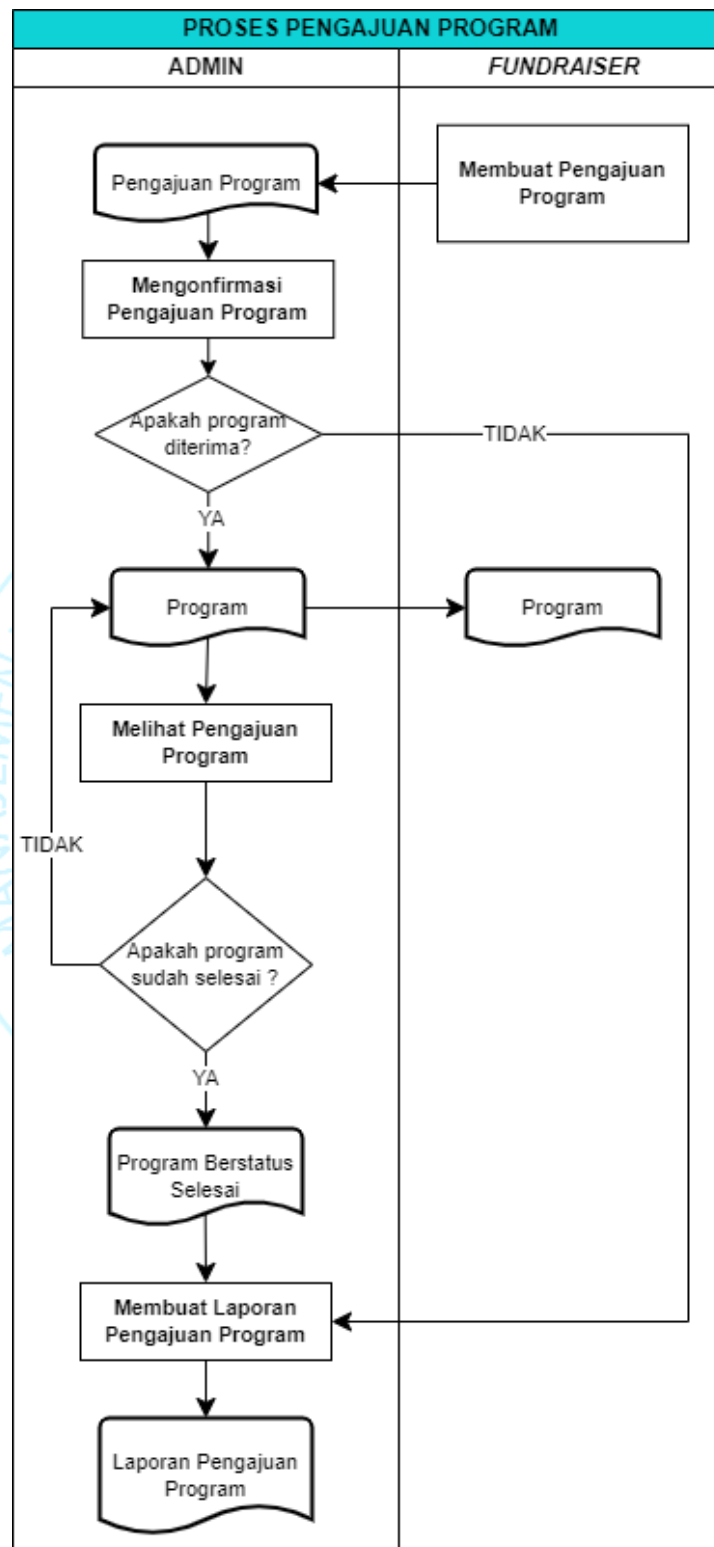 PROSES PENGAJUAN PROGRAM
ADMIN
FUNDRAISER
Pengajuan Program
Membuat Pengajuan
Program
Mengonfirmasi
Pengajuan Program
Apakah program
diterima?
TIDAK
YA
Program
Program
Melihat Pengajuan
Program
TIDAK
Apakah program
sudah selesai ?
YA
Program Berstatus
Selesai
Membuat Laporan
Pengajuan Program
Laporan Pengajuan
Program